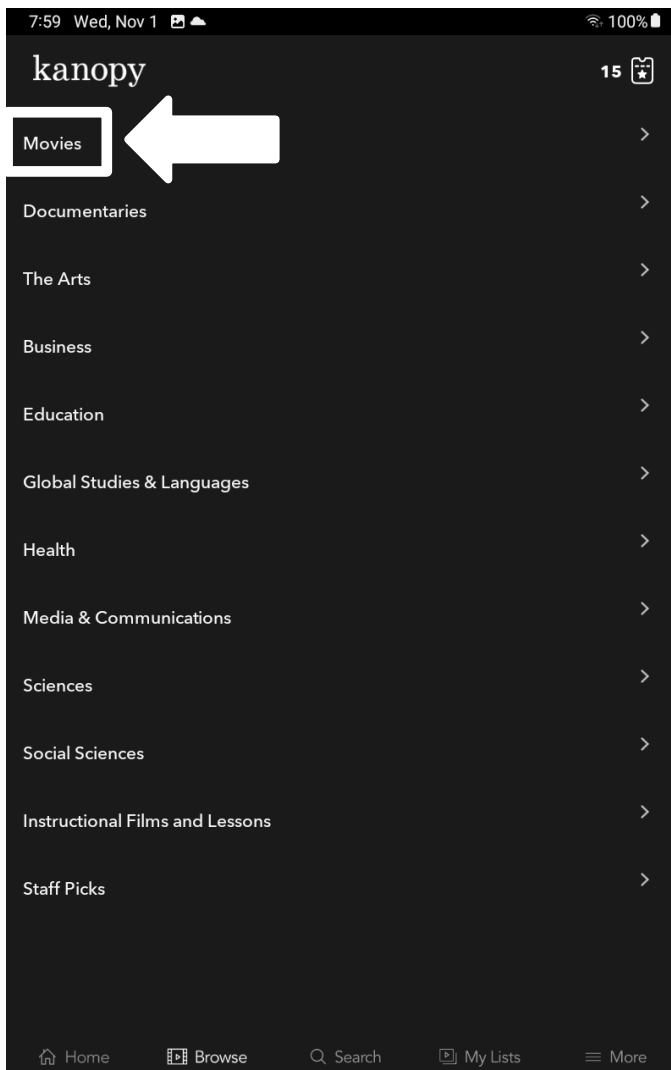 7:59 Wed, Nov 1 100%
kanopy
15
Movies
Documentaries
The Arts
Business
Education
Global Studies & Languages
Health
Media & Communications
Sciences
Social Sciences
Instructional Films and Lessons
Staff Picks
Home Browse Search My Lists More